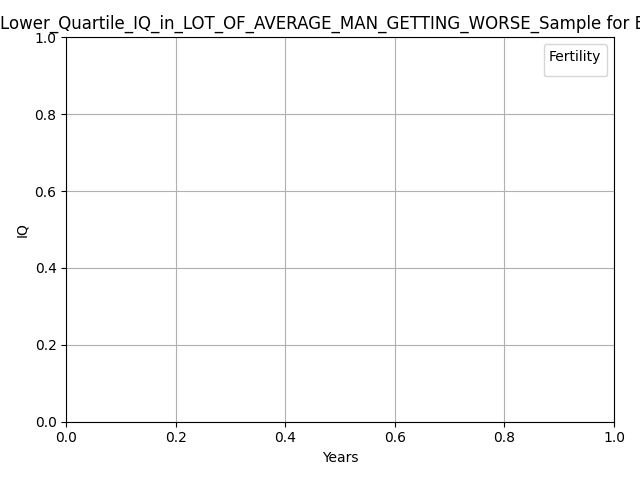 Lower_Quartile_IQ_in_LOT_OF_AVERAGE_MAN_GETTING_WORSE_Sample for
Fertility
1.0
0.8
0.6
0.4
0.2
0.0
IQ
0.0 0.2 0.4 0.6 0.8 1.0
Years